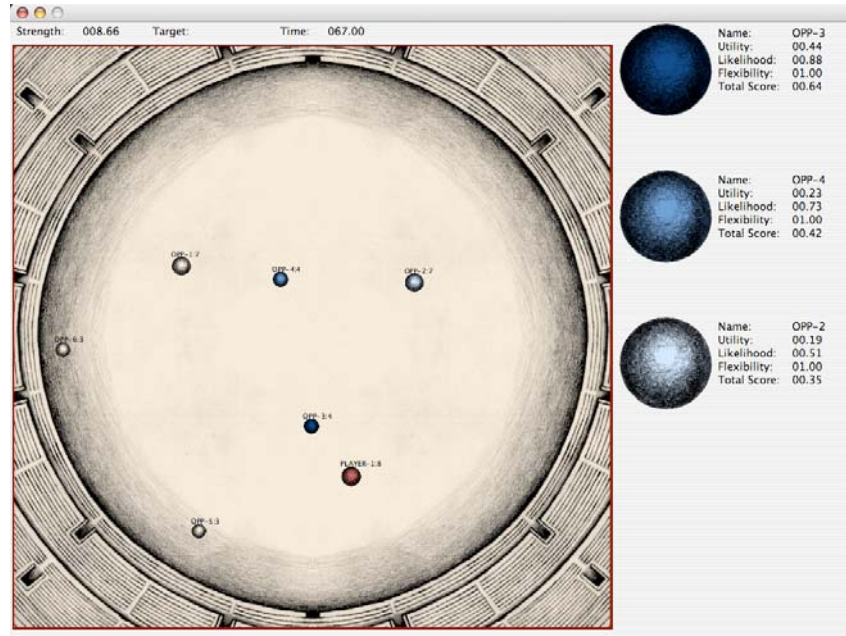 Strength: 008.66 Target: Time: 067.00
Name: OPP-3
Utility: 00.44
Likelihood: 00.88
Flexibility: 01.00
Total Score: 00.64
Name: OPP-4
Utility: 00.23
Likelihood: 00.73
Flexibility: 01.00
Total Score: 00.42
OPP-1:7
OPP-4:4
OPP-2:7
Name: OPP-2
Utility: 00.19
Likelihood: 00.51
Flexibility: 01.00
Total Score: 00.35
OPP-6:3
OPP-3:4
PLAYER-1:8
OPP-5:3